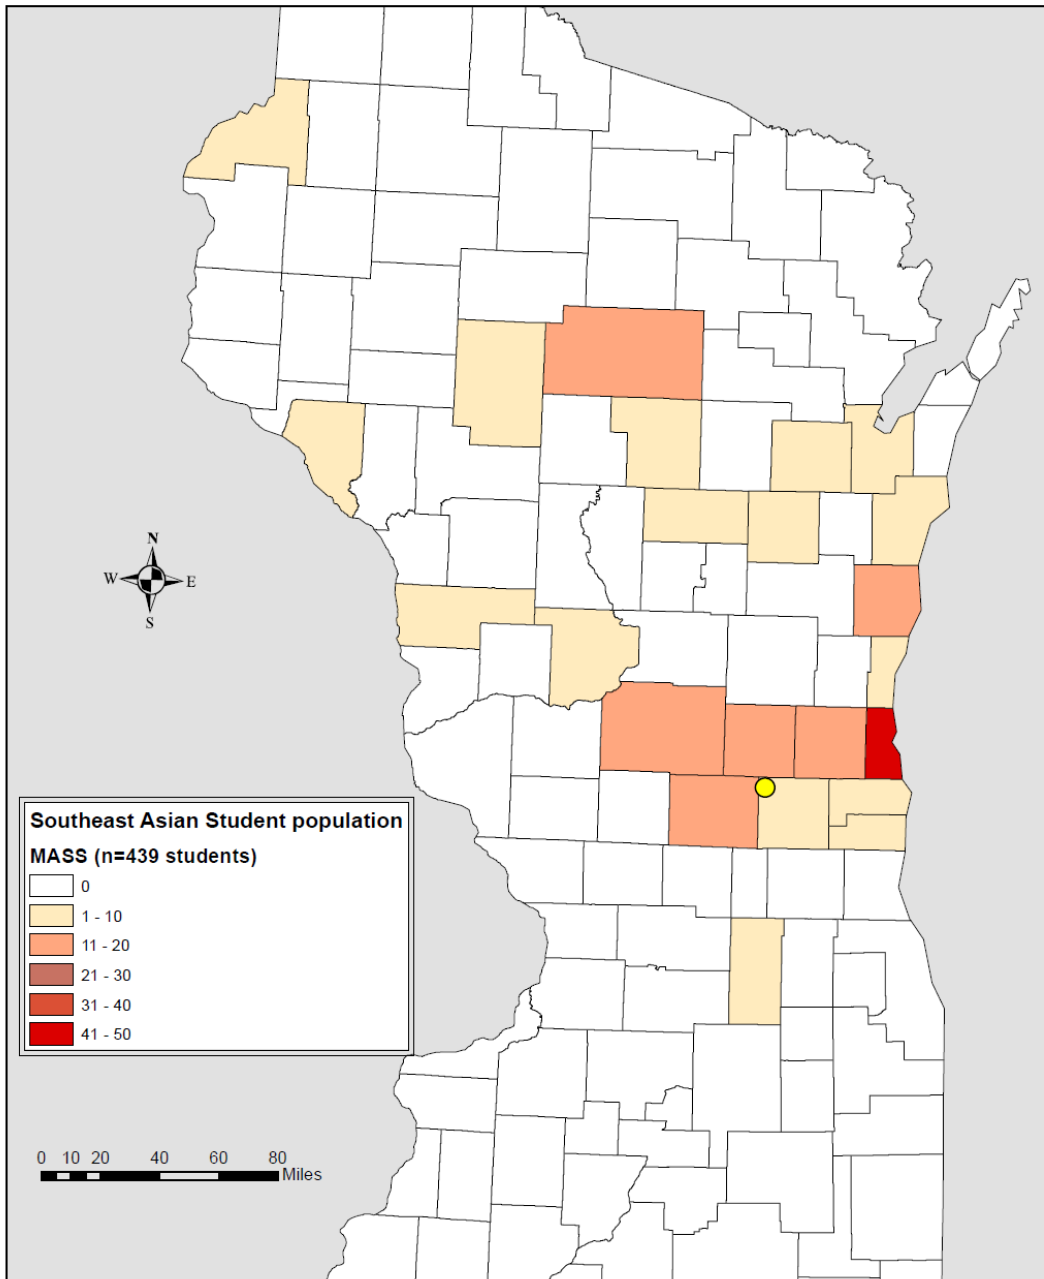 N
W E
S
Southeast Asian Student population
MASS (n=439 students)
0
1 - 10
11 - 20
21 - 30
31 - 40
41 - 50
0 10 20 40 60 80
Miles